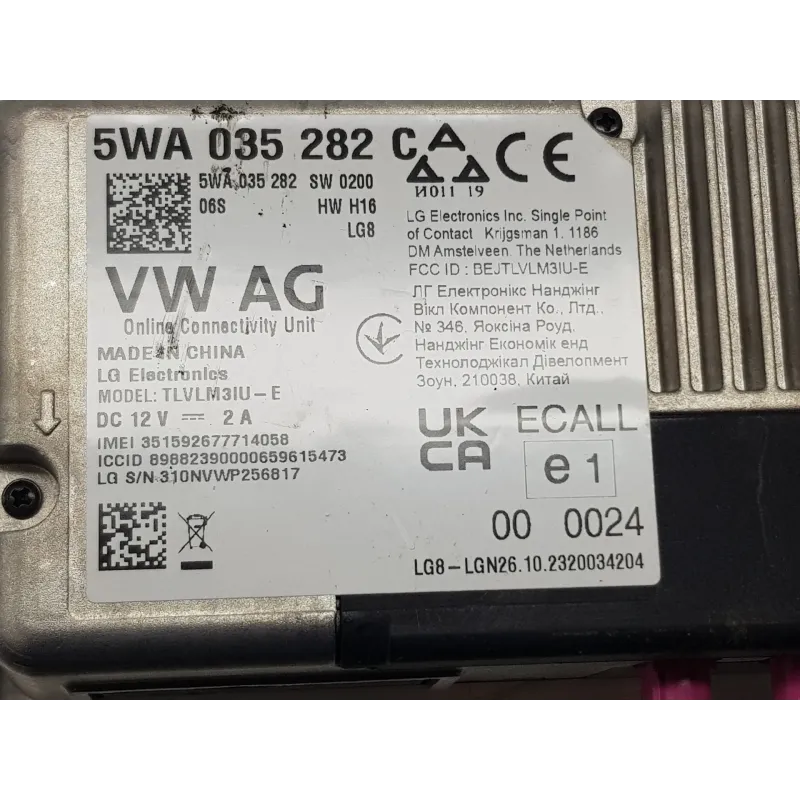 5WA 035 282 C
CE
5WA 035 282 SW 0200
06S HW H16
LG8
И011 19
VW AG
Online Connectivity Unit
MADE IN CHINA
LG Electronics
MODEL: TLVLM3IU-E
DC 12 V 2 A
IMEI 351592677714058
ICCID 89882390000659615473
LG S/N 310NVWP256817
LG Electronics Inc. Single Point
of Contact Krijgsman 1, 1186
DM Amstelveen, The Netherlands
FCC ID : BEJTLVLM3IU-E
ЛГ Електронікс Нанджінг
Вікл Компонент Ко., Лтд.,
№ 346, Яоксіна Роуд,
Нанджінг Економік енд
Технолоджікал Дівелопмент
Зоун, 210038, Китай
UK
CA
ECALL
e1
00 0024
LG8-LGN26.10.2320034204